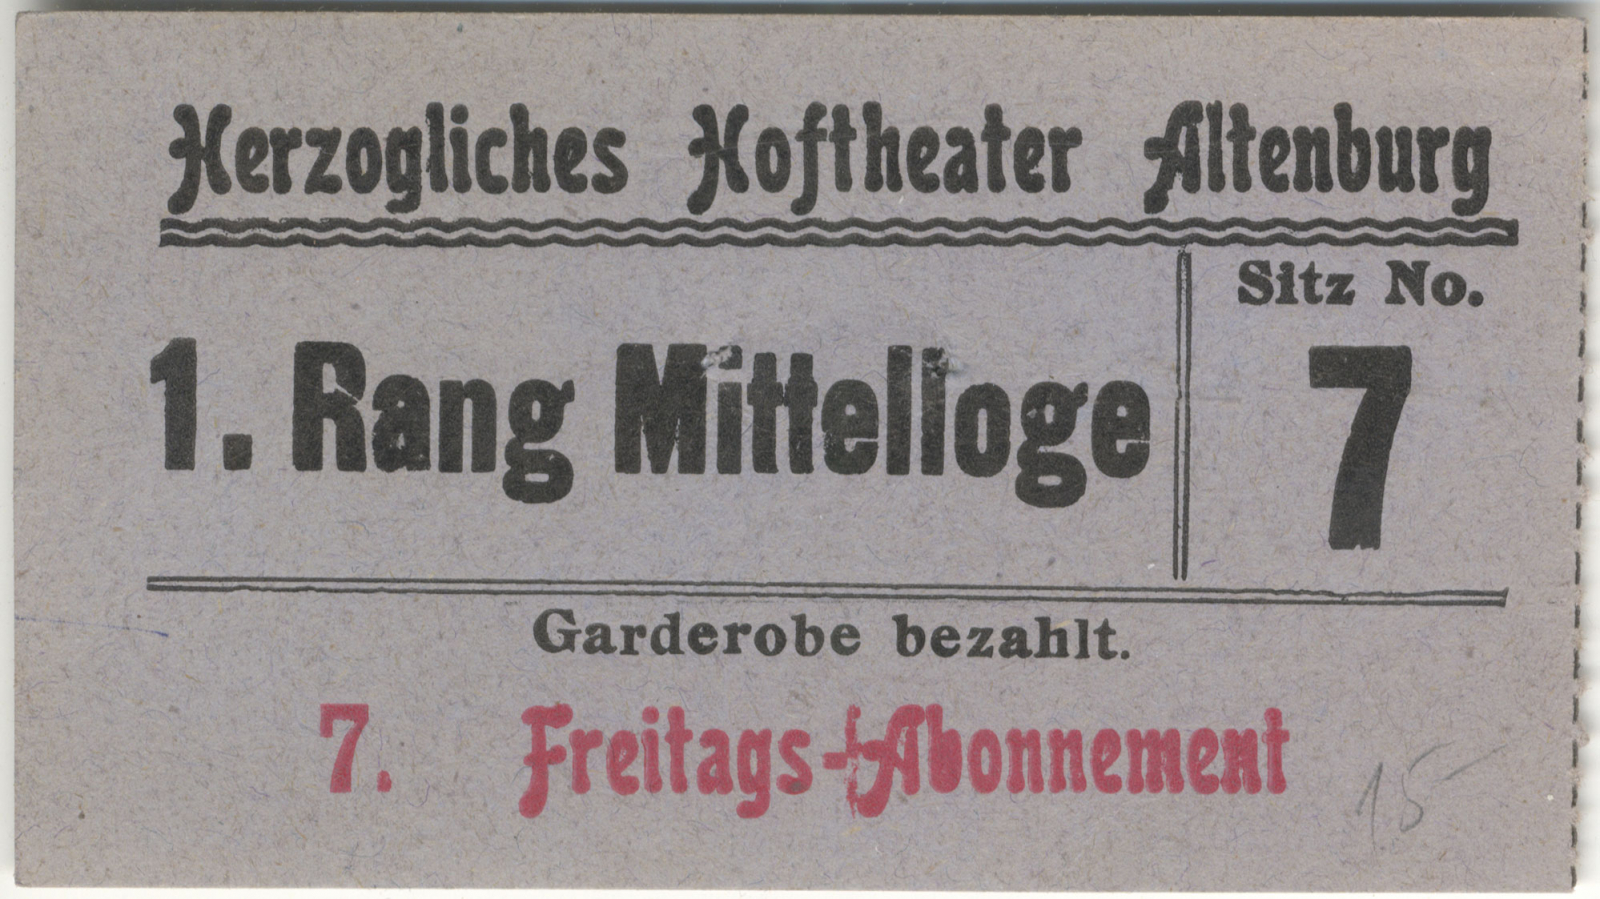 Herzogliches Hoftheater Altenburg
Sitz No.
1. Rang Mittelloge
7
Garderobe bezahlt.
7. Freitags-Abonnement
15